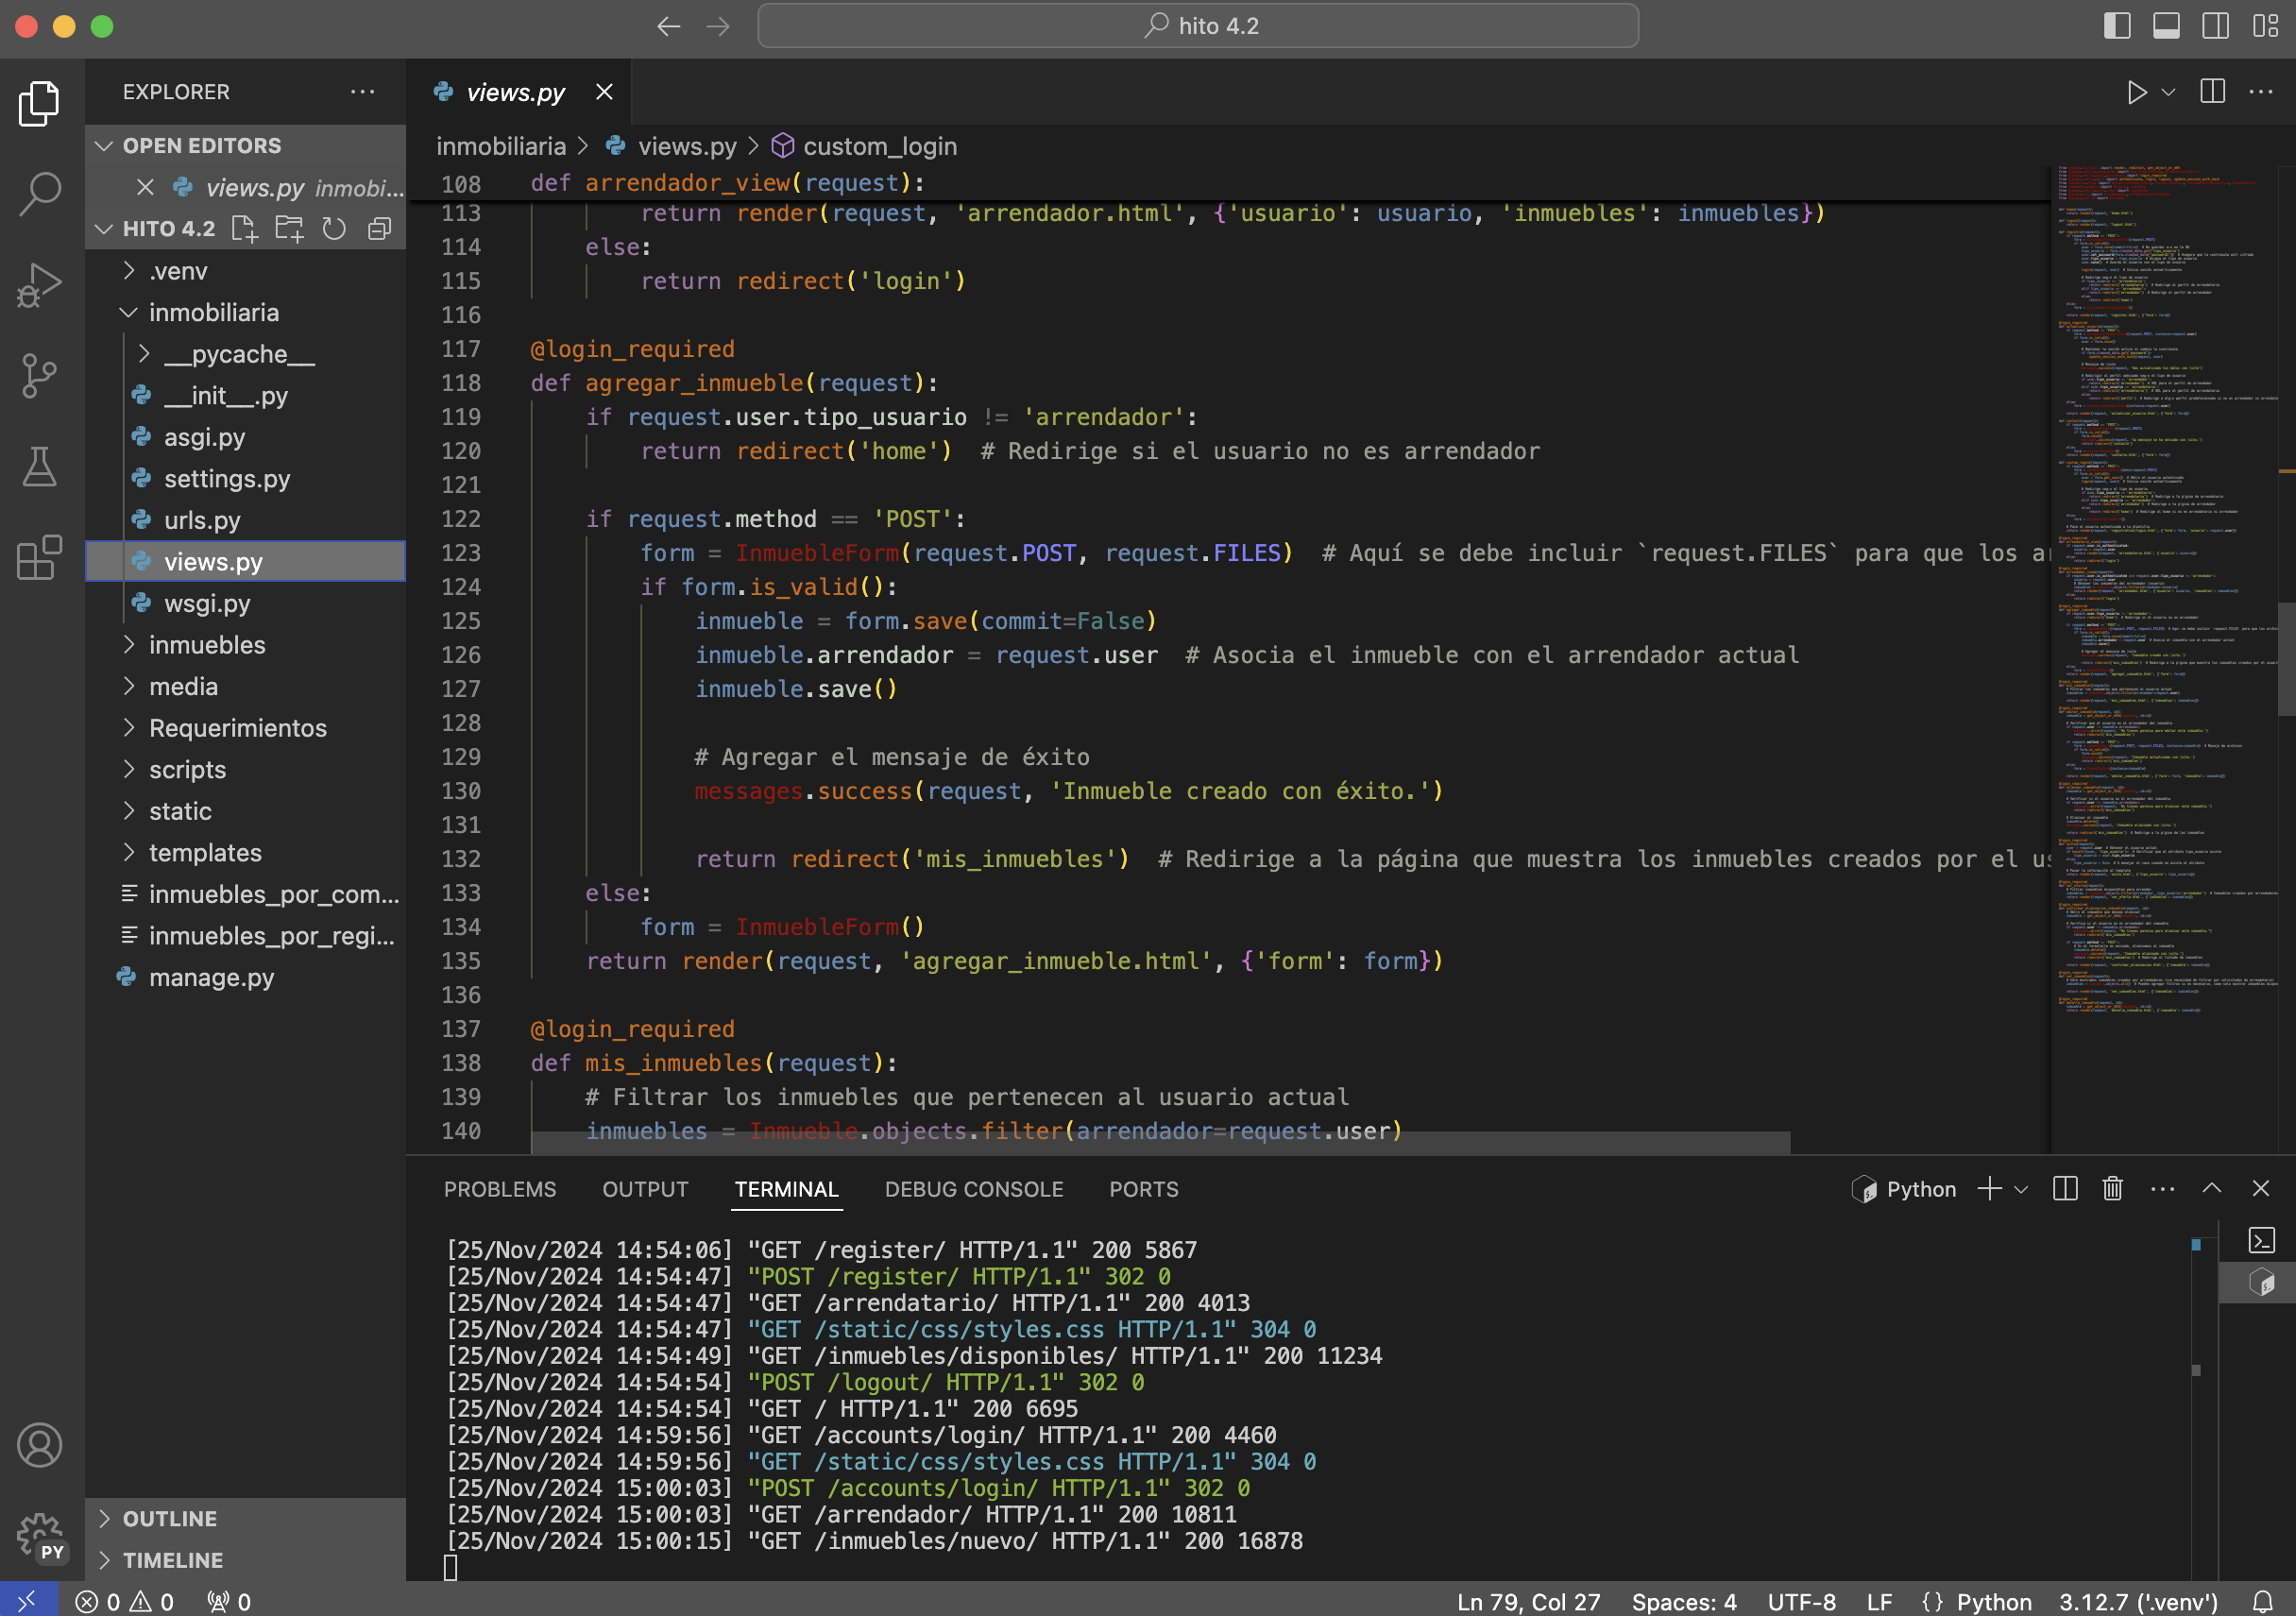 hito 4.2
EXPLORER
OPEN EDITORS
views.py inmobi...
HITO 4.2
.venv
inmobiliaria
__pycache__
__init__.py
asgi.py
settings.py
urls.py
views.py
wsgi.py
inmuebles
media
Requerimientos
scripts
static
templates
inmuebles_por_com...
inmuebles_por_regi...
manage.py
OUTLINE
TIMELINE
PY
views.py
inmobiliaria > views.py > custom_login
108 def arrendador_view(request):
113 return render(request, 'arrendador.html', {'usuario': usuario, 'inmuebles': inmuebles})
114 else:
115 return redirect('login')
116
117 @login_required
118 def agregar_inmueble(request):
119 if request.user.tipo_usuario != 'arrendador':
120 return redirect('home') # Redirige si el usuario no es arrendador
121
122 if request.method == 'POST':
123 form = InmuebleForm(request.POST, request.FILES) # Aquí se debe incluir `request.FILES` para que los ar
124 if form.is_valid():
125 inmueble = form.save(commit=False)
126 inmueble.arrendador = request.user # Asocia el inmueble con el arrendador actual
127 inmueble.save()
128
129 # Agregar el mensaje de éxito
130 messages.success(request, 'Inmueble creado con éxito.')
131
132 return redirect('mis_inmuebles') # Redirige a la página que muestra los inmuebles creados por el us
133 else:
134 form = InmuebleForm()
135 return render(request, 'agregar_inmueble.html', {'form': form})
136
137 @login_required
138 def mis_inmuebles(request):
139 # Filtrar los inmuebles que pertenecen al usuario actual
140 inmuebles = Inmueble.objects.filter(arrendador=request.user)
PROBLEMS OUTPUT TERMINAL DEBUG CONSOLE PORTS
Python
[25/Nov/2024 14:54:06] "GET /register/ HTTP/1.1" 200 5867
[25/Nov/2024 14:54:47] "POST /register/ HTTP/1.1" 302 0
[25/Nov/2024 14:54:47] "GET /arrendatario/ HTTP/1.1" 200 4013
[25/Nov/2024 14:54:47] "GET /static/css/styles.css HTTP/1.1" 304 0
[25/Nov/2024 14:54:49] "GET /inmuebles/disponibles/ HTTP/1.1" 200 11234
[25/Nov/2024 14:54:54] "POST /logout/ HTTP/1.1" 302 0
[25/Nov/2024 14:54:54] "GET / HTTP/1.1" 200 6695
[25/Nov/2024 14:59:56] "GET /accounts/login/ HTTP/1.1" 200 4460
[25/Nov/2024 14:59:56] "GET /static/css/styles.css HTTP/1.1" 304 0
[25/Nov/2024 15:00:03] "POST /accounts/login/ HTTP/1.1" 302 0
[25/Nov/2024 15:00:03] "GET /arrendador/ HTTP/1.1" 200 10811
[25/Nov/2024 15:00:15] "GET /inmuebles/nuevo/ HTTP/1.1" 200 16878
0 0 0 Ln 79, Col 27 Spaces: 4 UTF-8 LF {} Python 3.12.7 ('.venv')